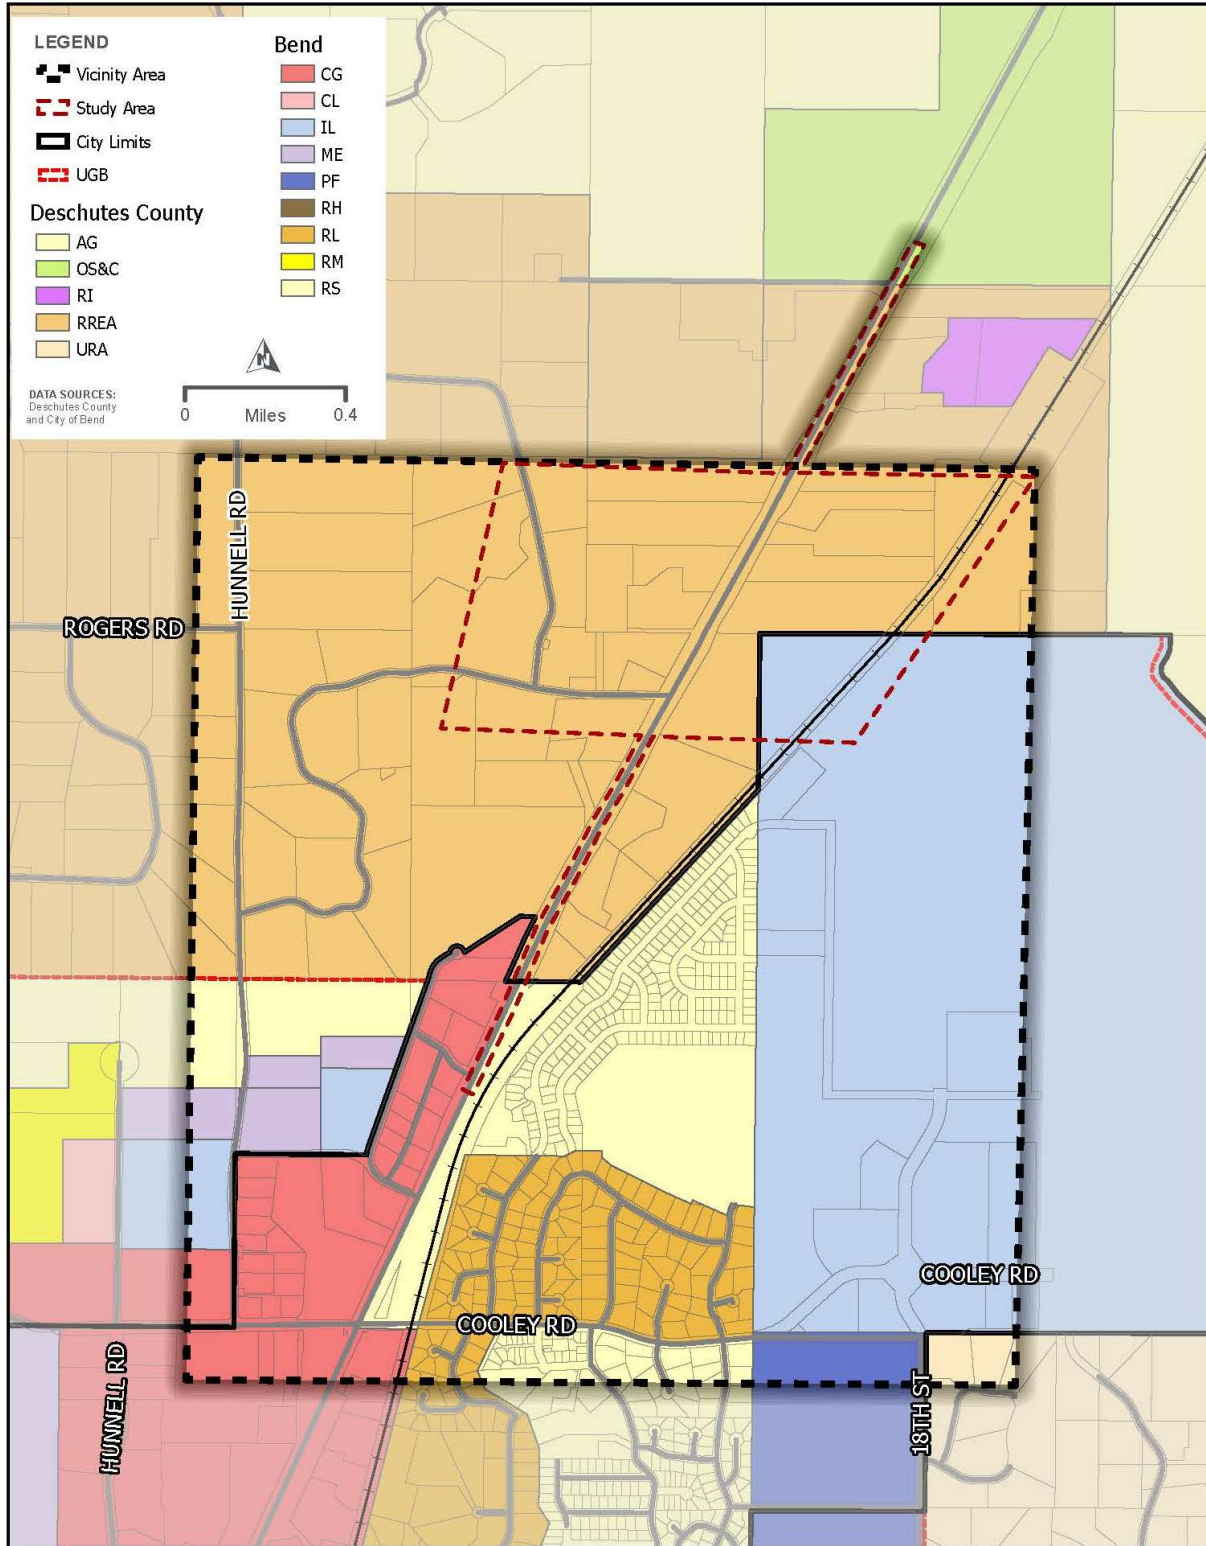 LEGEND
Vicinity Area
Study Area
City Limits
UGB
Deschutes County
AG
OS&C
RI
RREA
URA
Bend
CG
CL
IL
ME
PF
RH
RL
RM
RS
N
DATA SOURCES:
Deschutes County
and City of Bend
0 Miles 0.4
HUNNELL RD
ROGERS RD
COOLEY RD
COOLEY RD
HUNNELL RD
18TH ST